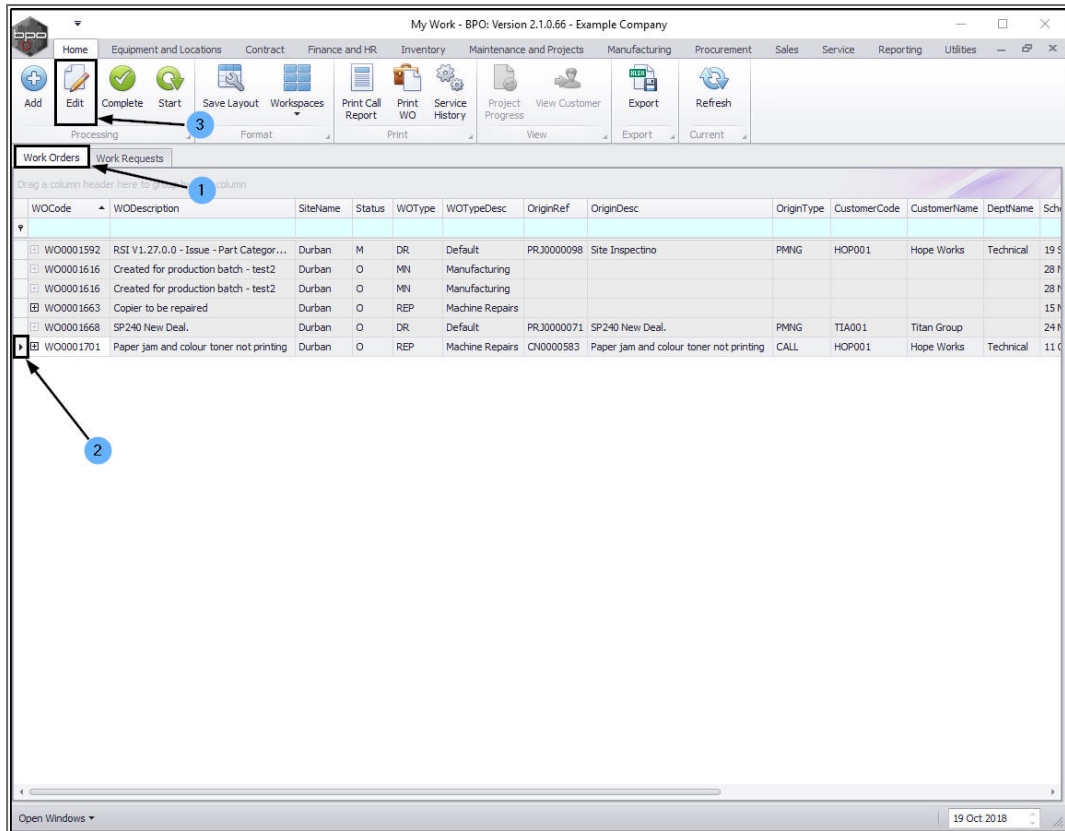 bpo
My Work - BPO: Version 2.1.0.66 - Example Company
Home Equipment and Locations Contract Finance and HR Inventory Maintenance and Projects Manufacturing Procurement Sales Service Reporting Utilities
Add Edit Complete Start Save Layout Workspaces Print Call Report Print WO Service History Project Progress View Customer Export Refresh
3
Processing Format Print View Export Current
Work Orders Work Requests
1
Drag a column header here to group by column
WOCode WODescription SiteName Status WOType WOTypeDesc OriginRef OriginDesc OriginType CustomerCode CustomerName DeptName
WO0001592 RSI V1.27.0.0 - Issue - Part Categor... Durban M DR Default PRJ0000098 Site Inspectino PMNG HOP001 Hope Works Technical 19
WO0001616 Created for production batch - test2 Durban O MN Manufacturing 28
WO0001616 Created for production batch - test2 Durban O MN Manufacturing 28
WO0001663 Copier to be repaired Durban O REP Machine Repairs 15
WO0001668 SP240 New Deal. Durban O DR Default PRJ0000071 SP240 New Deal. PMNG TIA001 Titan Group 24
WO0001701 Paper jam and colour toner not printing Durban O REP Machine Repairs CN0000583 Paper jam and colour toner not printing CALL HOP001 Hope Works Technical 11
2
Open Windows 19 Oct 2018